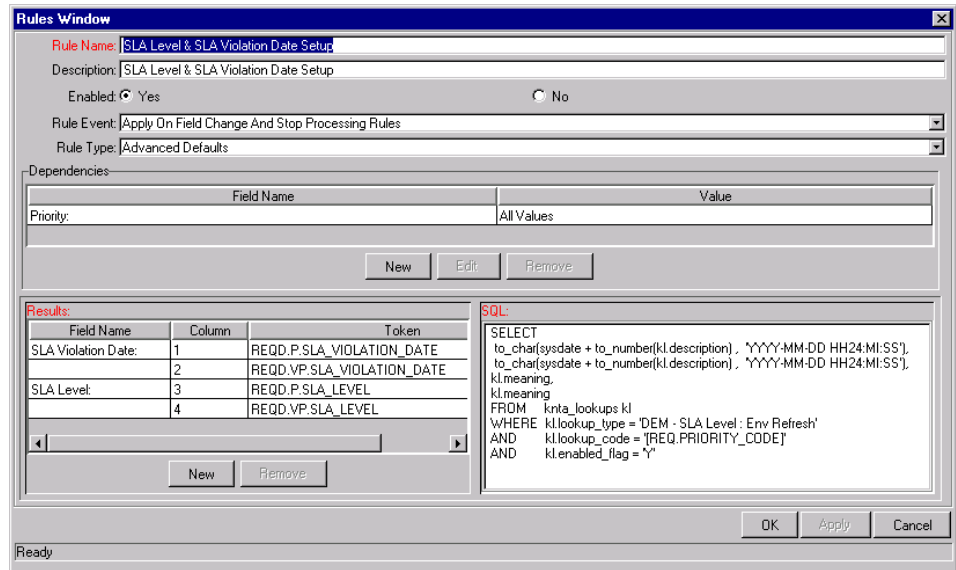 Rules Window
Rule Name: SLA Level & SLA Violation Date Setup
Description: SLA Level & SLA Violation Date Setup
Enabled: Yes No
Rule Event: Apply On Field Change And Stop Processing Rules
Rule Type: Advanced Defaults
Dependencies
Field Name Value
Priority: All Values
New Edit Remove
Results:
Field Name Column Token
SLA Violation Date: 1 REQD.P.SLA_VIOLATION_DATE
2 REQD.VP.SLA_VIOLATION_DATE
SLA Level: 3 REQD.P.SLA_LEVEL
4 REQD.VP.SLA_LEVEL
New Remove
SQL:
SELECT
to_char(sysdate + to_number(kl.description) , 'YYYY-MM-DD HH24:MI:SS'),
to_char(sysdate + to_number(kl.description) , 'YYYY-MM-DD HH24:MI:SS'),
kl.meaning,
kl.meaning
FROM knta_lookups kl
WHERE kl.lookup_type = 'DEM - SLA Level : Env Refresh'
AND kl.lookup_code = '[REQ.PRIORITY_CODE]'
AND kl.enabled_flag = 'Y'
OK Apply Cancel
Ready